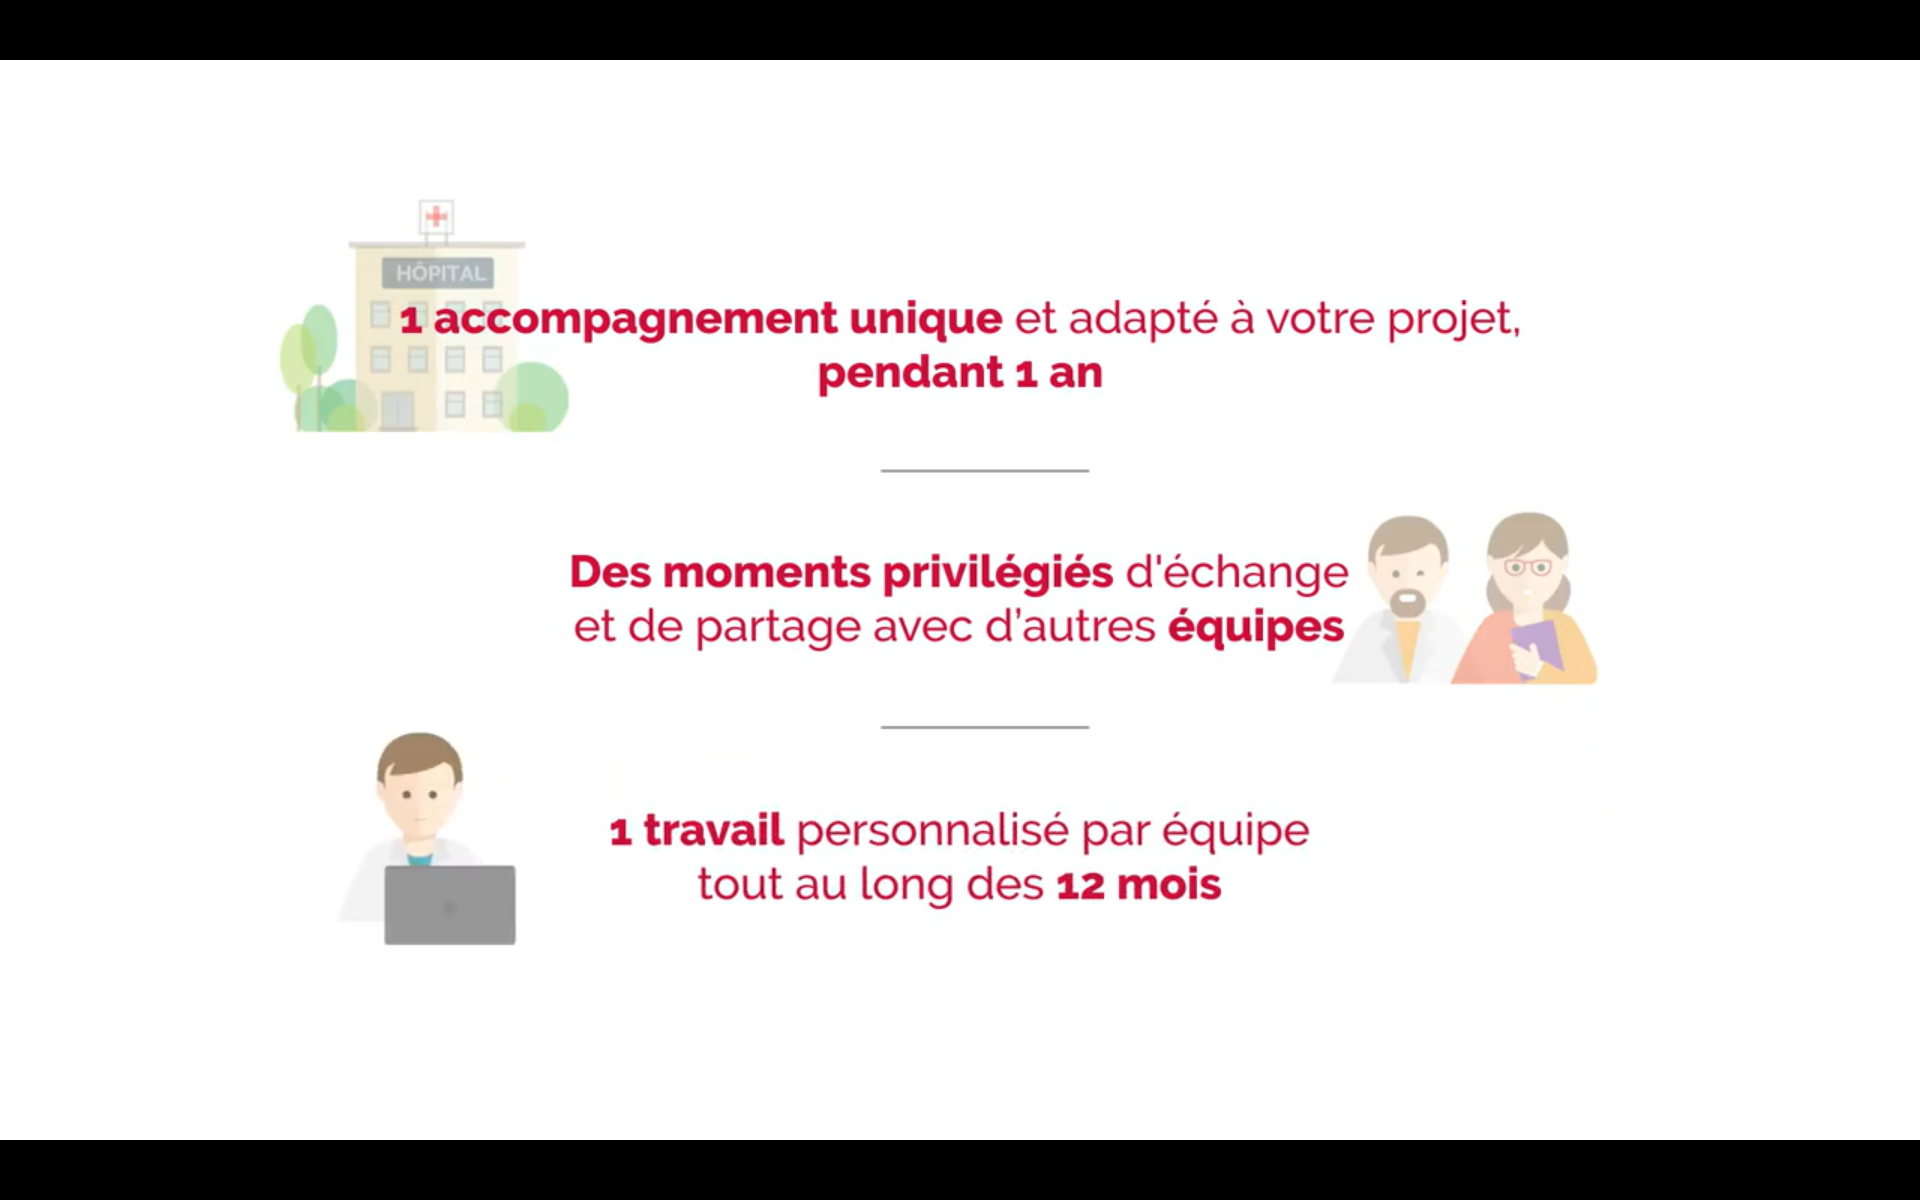 HÔPITAL
1 accompagnement unique et adapté à votre projet,
pendant 1 an
Des moments privilégiés d'échange
et de partage avec d’autres équipes
1 travail personnalisé par équipe
tout au long des 12 mois